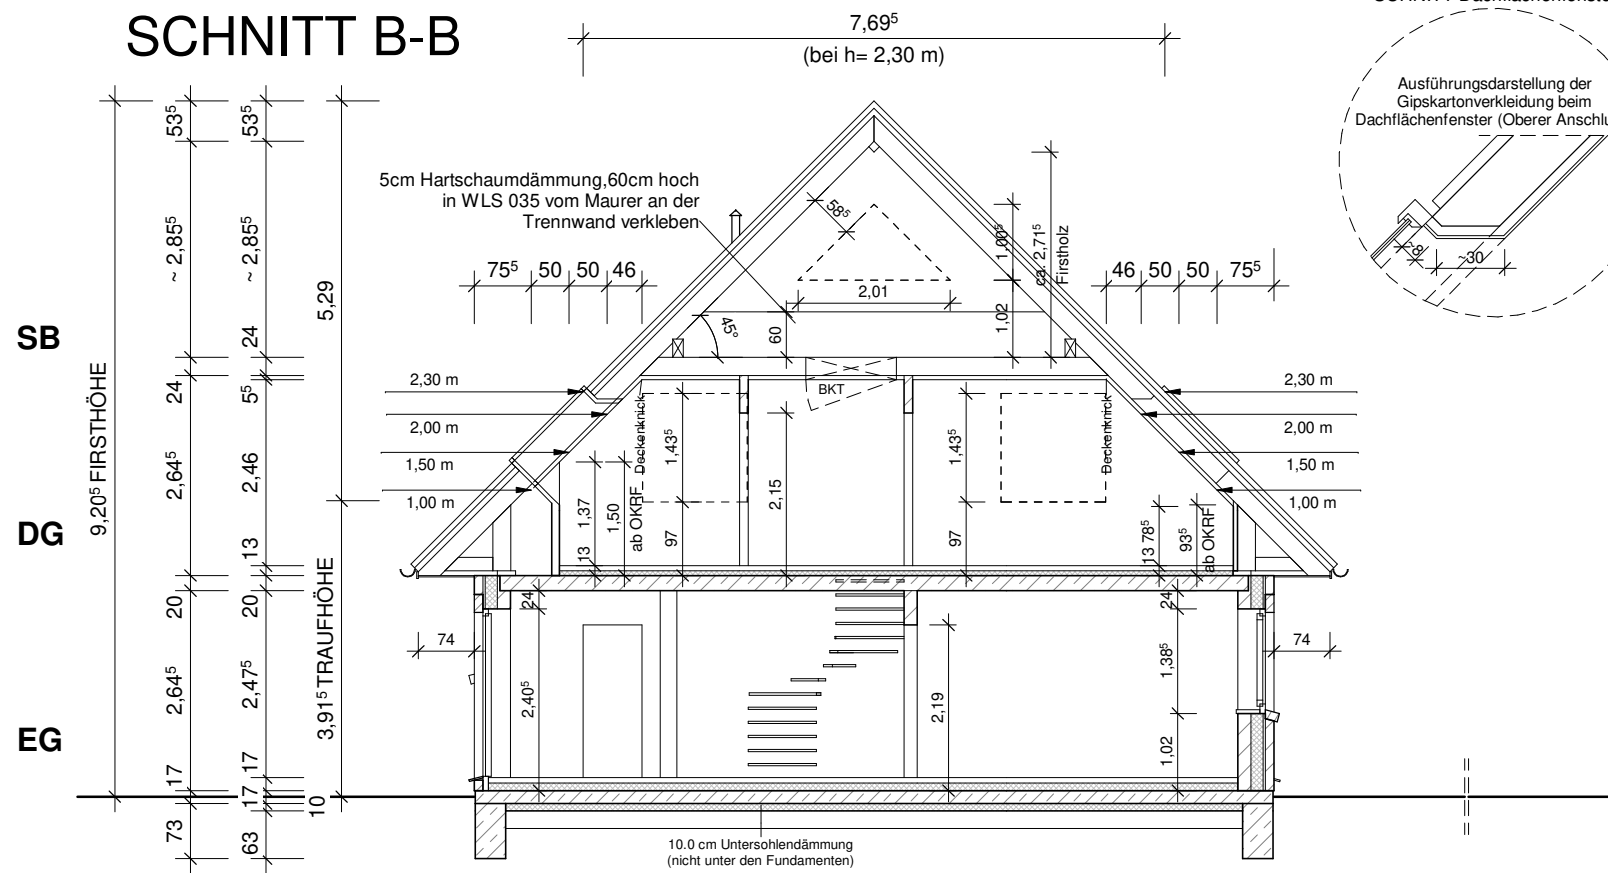 SCHNITT B-B
7,69⁵
(bei h= 2,30 m)
Ausführungsdarstellung der
Gipskartonverkleidung beim
Dachflächenfenster (Oberer Anschlu
~8
~30
5cm Hartschaumdämmung,60cm hoch
in WLS 035 vom Maurer an der
Trennwand verkleben
58⁵
2,01
45°
60
1,00⁵
1,02
ca. 2,71⁵
Firstholz
75⁵ 50 50 46
46 50 50 75⁵
SB
DG
EG
9,20⁵ FIRSTHÖHE
53⁵
~ 2,85⁵
24
2,64⁵
20
2,64⁵
17
73
53⁵
~ 2,85⁵
24
5⁵
2,46
13
20
2,47⁵
17
17
63
5,29
3,91⁵ TRAUFHÖHE
10
2,30 m
2,00 m
1,50 m
1,00 m
2,30 m
2,00 m
1,50 m
1,00 m
BKT
Deckenknick
Deckenknick
13 1,37
1,50
ab OKRF
97 1,43⁵
2,15
97 1,43⁵
13 78⁵
93⁵
ab OKRF
74
74
24
2,40⁵
2,19
24
1,38⁵
1,02
10.0 cm Untersohlendämmung
(nicht unter den Fundamenten)